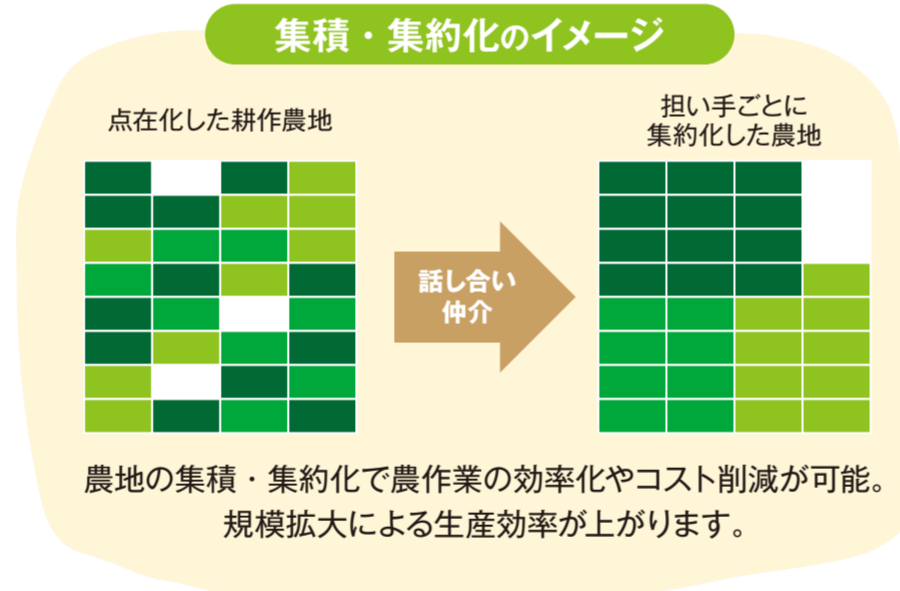 集積・集約化のイメージ
点在化した耕作農地
担い手ごとに
集約化した農地
話し合い
仲介
農地の集積・集約化で農作業の効率化やコスト削減が可能。
規模拡大による生産効率が上がります。